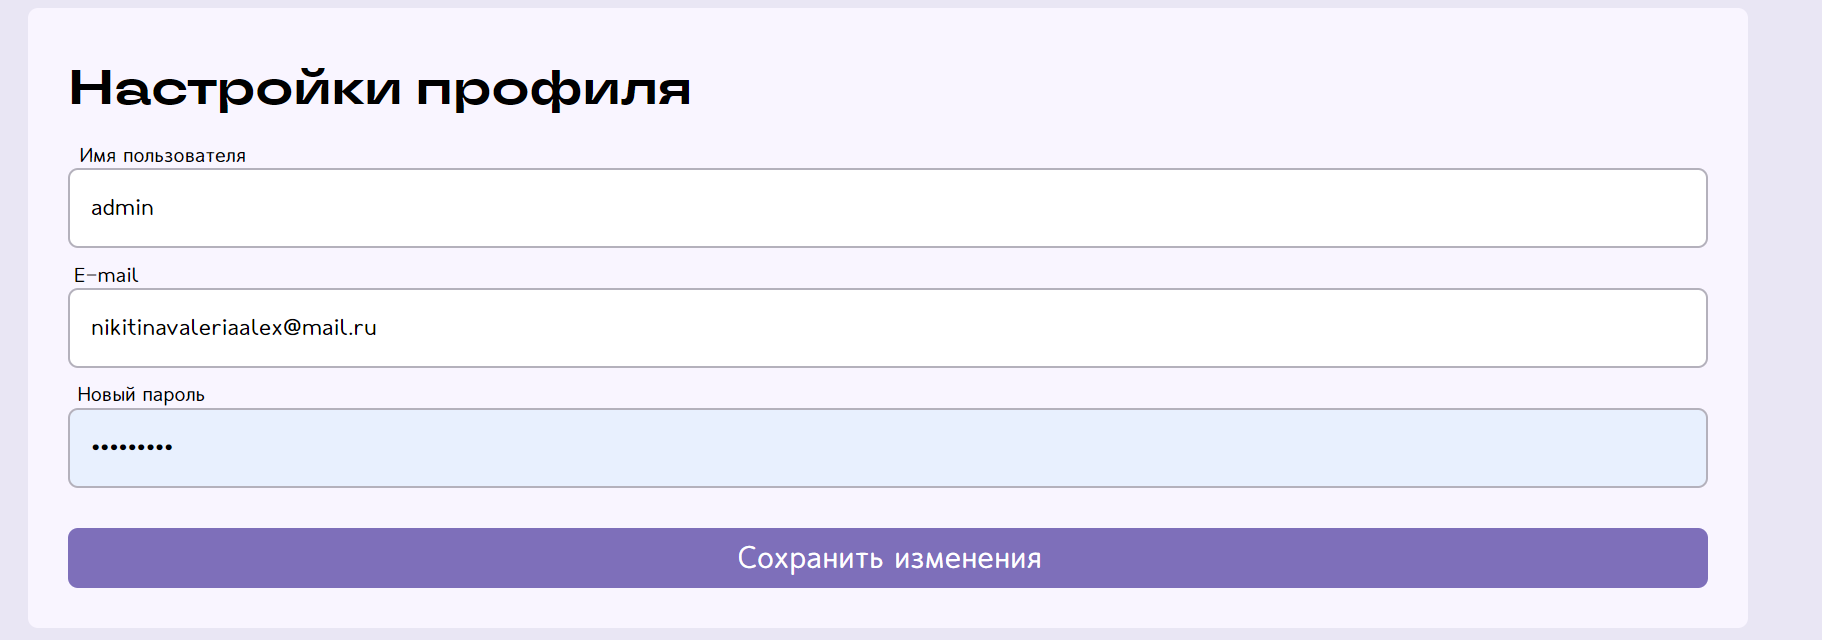 Настройки профиля
Имя пользователя
admin
E-mail
nikitinavaleriaalex@mail.ru
Новый пароль
•••••••••
Сохранить изменения